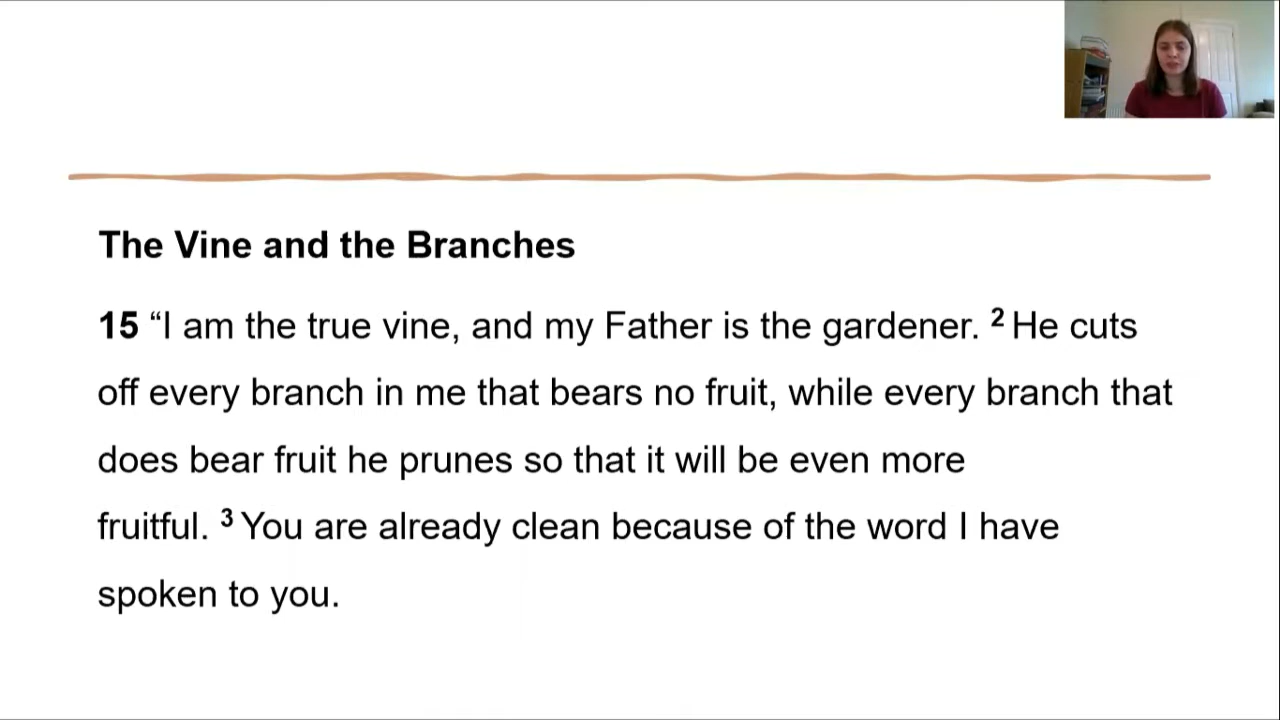 The Vine and the Branches
15 “I am the true vine, and my Father is the gardener. 2 He cuts
off every branch in me that bears no fruit, while every branch that
does bear fruit he prunes so that it will be even more
fruitful. 3 You are already clean because of the word I have
spoken to you.